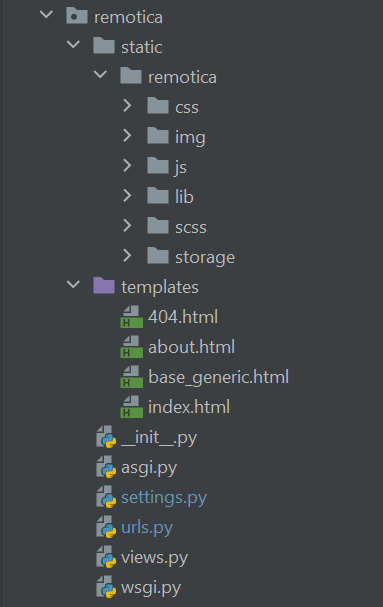 remotica
static
remotica
css
img
js
lib
scss
storage
templates
404.html
about.html
base_generic.html
index.html
__init__.py
asgi.py
settings.py
urls.py
views.py
wsgi.py